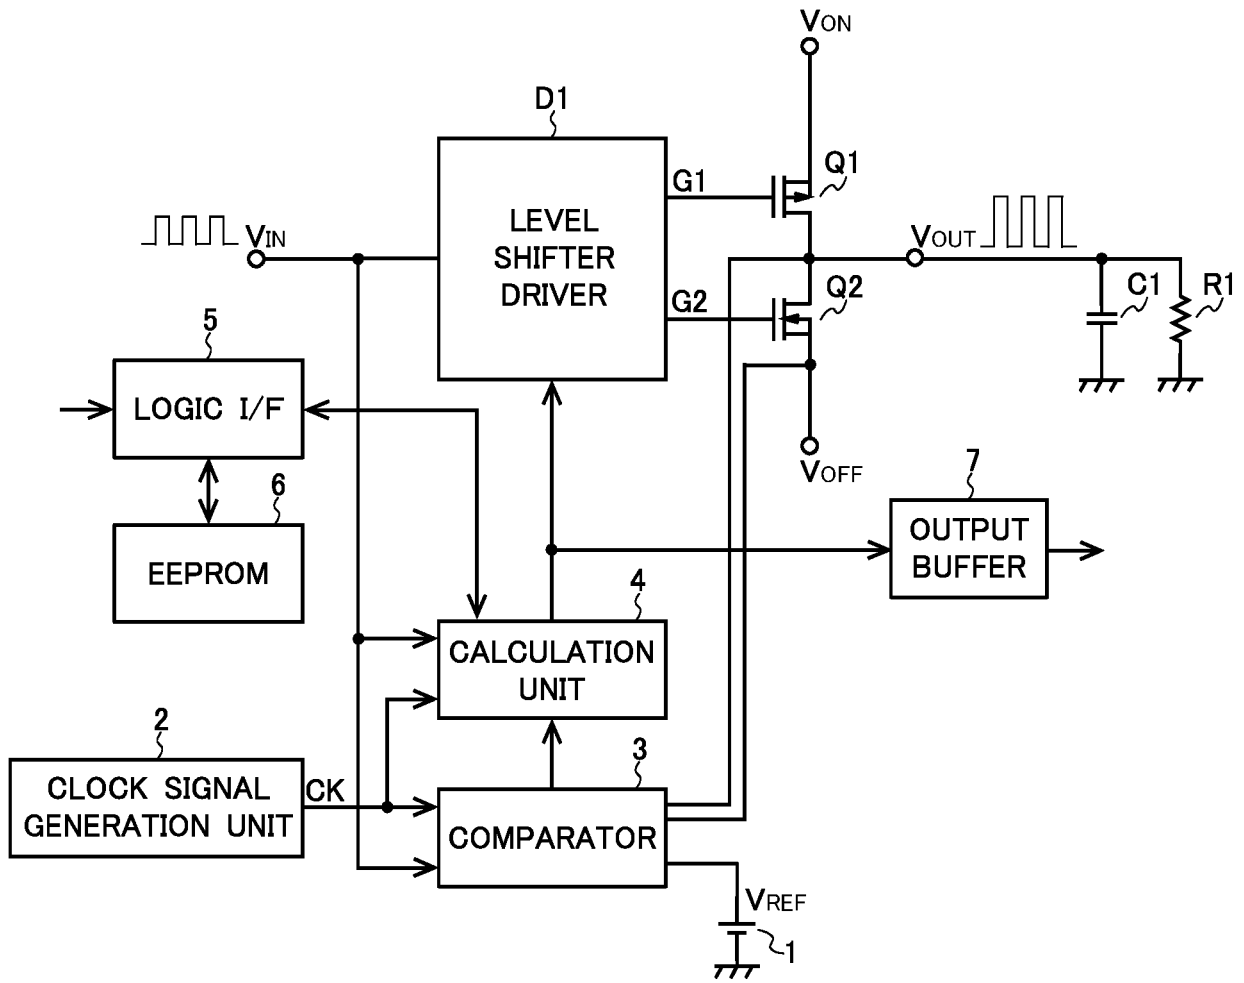 VON
D1
Q1
G1
LEVEL
SHIFTER
DRIVER
VIN
VOUT
Q2
C1
R1
G2
5
LOGIC I/F
VOFF
6
7
OUTPUT
BUFFER
EEPROM
4
CALCULATION
UNIT
2
3
CLOCK SIGNAL
GENERATION UNIT
CK
COMPARATOR
VREF
1